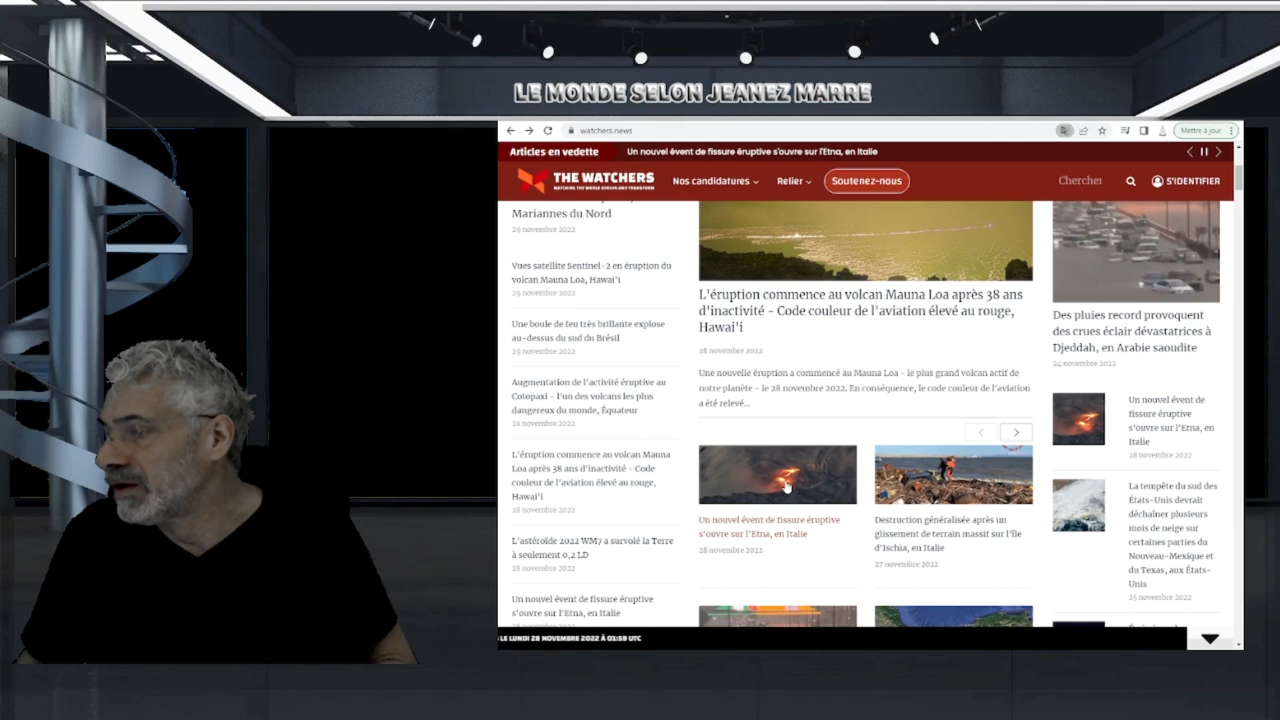 LE MONDE SELON JEANEZ MARRE
watchers.news
Mettre à jour
Articles en vedette
Un nouvel évent de fissure éruptive s'ouvre sur l'Etna, en Italie
THE WATCHERS
WATCHING THE WORLD EVOLVE AND TRANSFORM
Nos candidatures
Relier
Soutenez-nous
Chercher
S'IDENTIFIER
Mariannes du Nord
29 novembre 2022
Vues satellite Sentinel-2 en éruption du
volcan Mauna Loa, Hawai'i
29 novembre 2022
Une boule de feu très brillante explose
au-dessus du sud du Brésil
29 novembre 2022
Augmentation de l'activité éruptive au
Cotopaxi - l'un des volcans les plus
dangereux du monde, Équateur
28 novembre 2022
L'éruption commence au volcan Mauna
Loa après 38 ans d'inactivité - Code
couleur de l'aviation élevé au rouge,
Hawai'i
28 novembre 2022
L'astéroïde 2022 WM7 a survolé la Terre
à seulement 0,2 LD
28 novembre 2022
Un nouvel évent de fissure éruptive
s'ouvre sur l'Etna, en Italie
28 novembre 2022
L'éruption commence au volcan Mauna Loa après 38 ans
d'inactivité - Code couleur de l'aviation élevé au rouge,
Hawai'i
28 novembre 2022
Une nouvelle éruption a commencé au Mauna Loa - le plus grand volcan actif de
notre planète - le 28 novembre 2022. En conséquence, le code couleur de l'aviation
a été relevé...
Un nouvel évent de fissure éruptive
s'ouvre sur l'Etna, en Italie
28 novembre 2022
Destruction généralisée après un
glissement de terrain massif sur l'île
d'Ischia, en Italie
27 novembre 2022
Des pluies record provoquent
des crues éclair dévastatrices à
Djeddah, en Arabie saoudite
24 novembre 2022
Un nouvel évent de
fissure éruptive
s'ouvre sur l'Etna, en
Italie
28 novembre 2022
La tempête du sud des
États-Unis devrait
déchaîner plusieurs
mois de neige sur
certaines parties du
Nouveau-Mexique et
du Texas, aux États-
Unis
25 novembre 2022
LE LUNDI 28 NOVEMBRE 2022 À 01:59 UTC